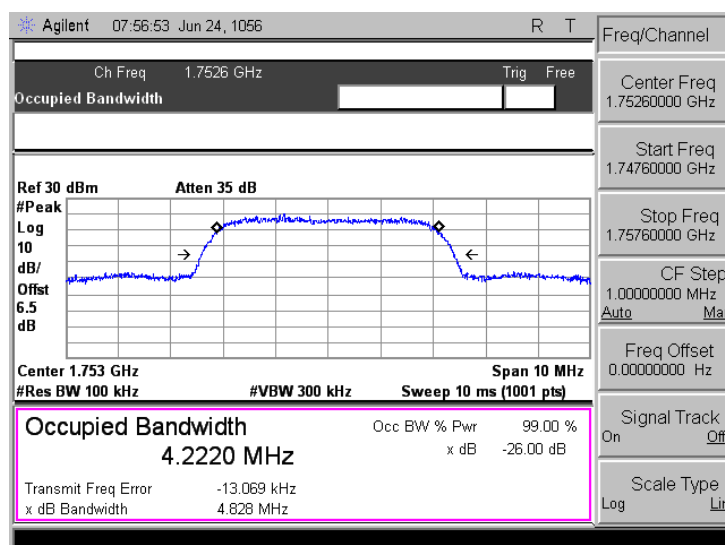 Agilent 07:56:53 Jun 24, 1056 R T
Ch Freq 1.7526 GHz Trig Free
Occupied Bandwidth
Ref 30 dBm Atten 35 dB
#Peak
Log
10
dB/
Offst
6.5
dB
Center 1.753 GHz Span 10 MHz
#Res BW 100 kHz #VBW 300 kHz Sweep 10 ms (1001 pts)
Occupied Bandwidth
4.2220 MHz
Occ BW % Pwr 99.00 %
x dB -26.00 dB
Transmit Freq Error -13.069 kHz
x dB Bandwidth 4.828 MHz
Freq/Channel
Center Freq
1.75260000 GHz
Start Freq
1.74760000 GHz
Stop Freq
1.75760000 GHz
CF Step
1.00000000 MHz
Auto Ma
Freq Offset
0.00000000 Hz
Signal Track
On Off
Scale Type
Log Lin